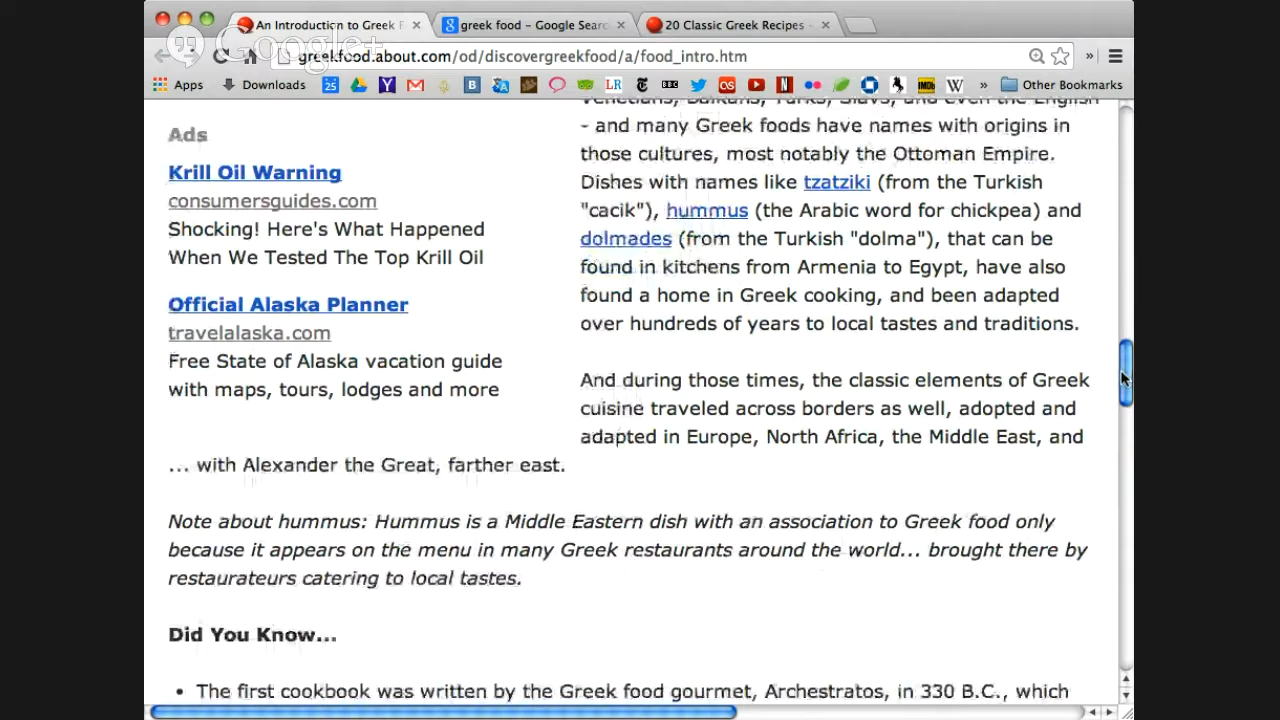 An Introduction to Greek F
greek food - Google Sear
20 Classic Greek Recipes -
Google+
greekfood.about.com/od/discovergreekfood/a/food_intro.htm
Apps
Downloads
Other Bookmarks
Venetians, Balkans, Turks, Slavs, and even the English
- and many Greek foods have names with origins in
those cultures, most notably the Ottoman Empire.
Dishes with names like tzatziki (from the Turkish
"cacik"), hummus (the Arabic word for chickpea) and
dolmades (from the Turkish "dolma"), that can be
found in kitchens from Armenia to Egypt, have also
found a home in Greek cooking, and been adapted
over hundreds of years to local tastes and traditions.
Ads
Krill Oil Warning
consumersguides.com
Shocking! Here's What Happened
When We Tested The Top Krill Oil
Official Alaska Planner
travelalaska.com
Free State of Alaska vacation guide
with maps, tours, lodges and more
And during those times, the classic elements of Greek
cuisine traveled across borders as well, adopted and
adapted in Europe, North Africa, the Middle East, and
... with Alexander the Great, farther east.
Note about hummus: Hummus is a Middle Eastern dish with an association to Greek food only
because it appears on the menu in many Greek restaurants around the world... brought there by
restaurateurs catering to local tastes.
Did You Know...
• The first cookbook was written by the Greek food gourmet, Archestratos, in 330 B.C., which